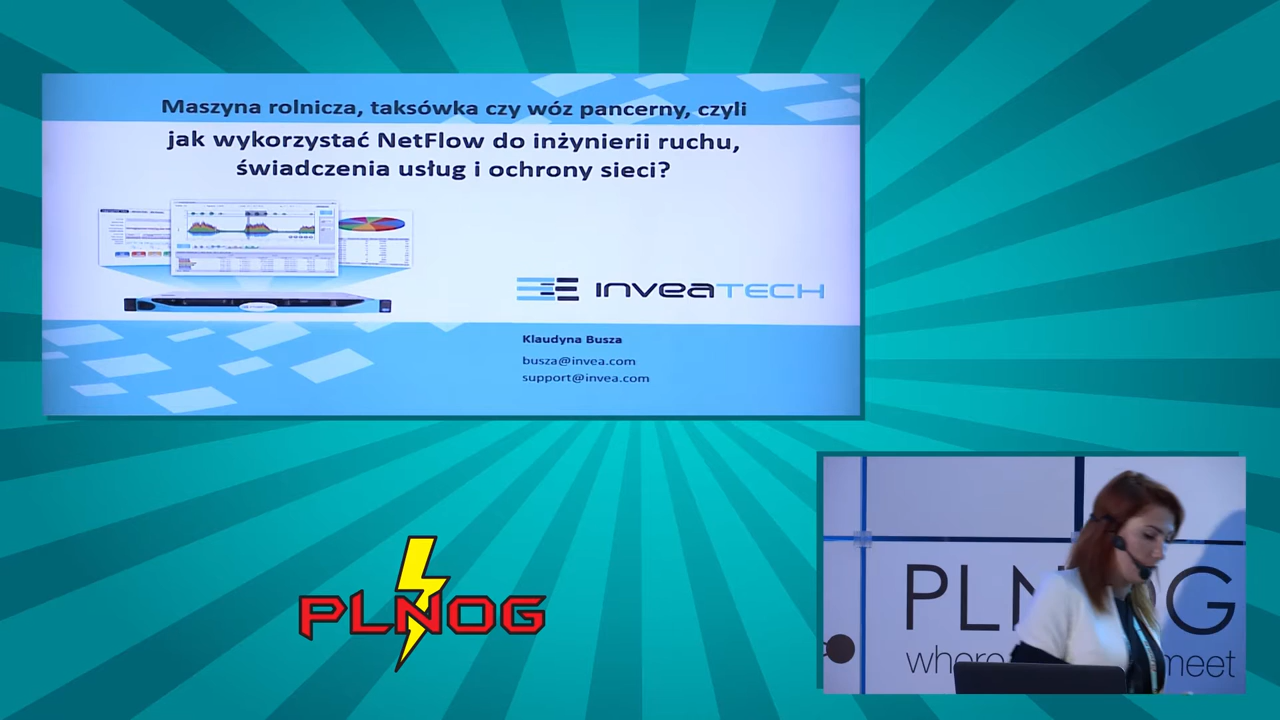 Maszyna rolnicza, taksówka czy wóz pancerny, czyli
jak wykorzystać NetFlow do inżynierii ruchu,
świadczenia usług i ochrony sieci?
inveaTECH
Klaudyna Busza
busza@invea.com
support@invea.com
PLNOG
PLNOG
where meet